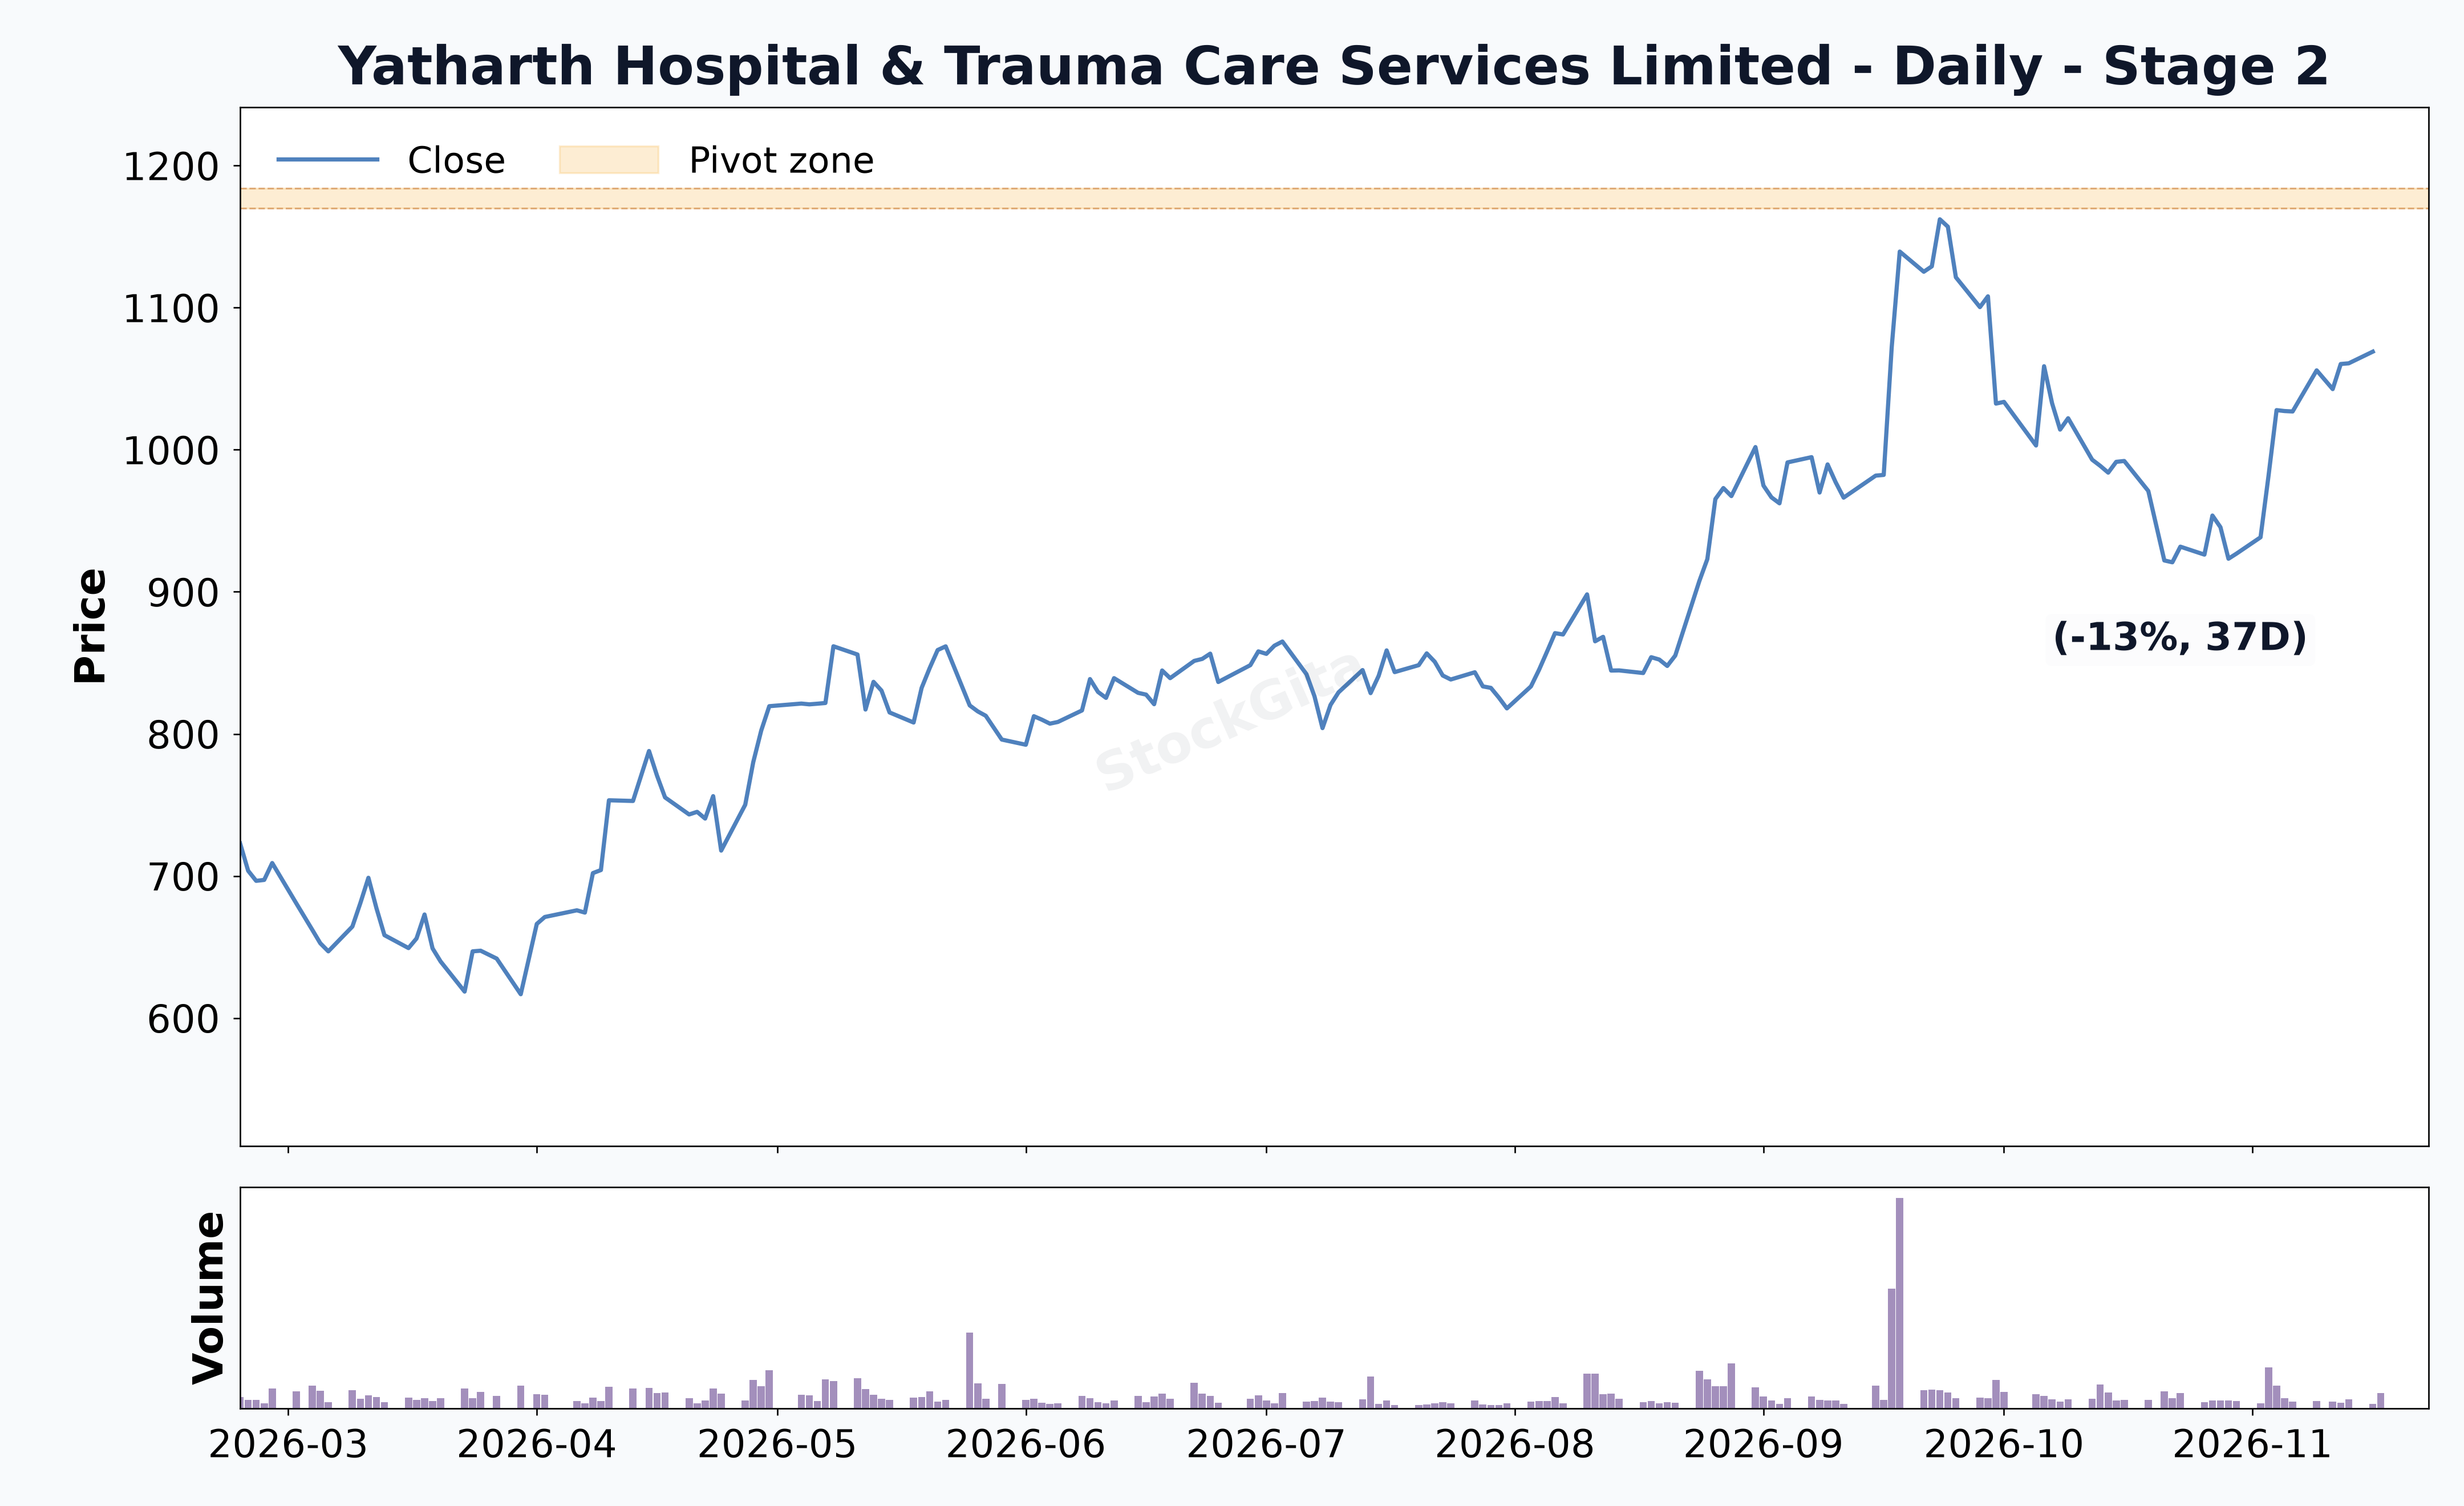 Yatharth Hospital & Trauma Care Services Limited - Daily - Stage 2
Close
Pivot zone
Price
1200
1100
1000
900
800
700
600
(-13%, 37D)
StockGita
Volume
2026-03
2026-04
2026-05
2026-06
2026-07
2026-08
2026-09
2026-10
2026-11